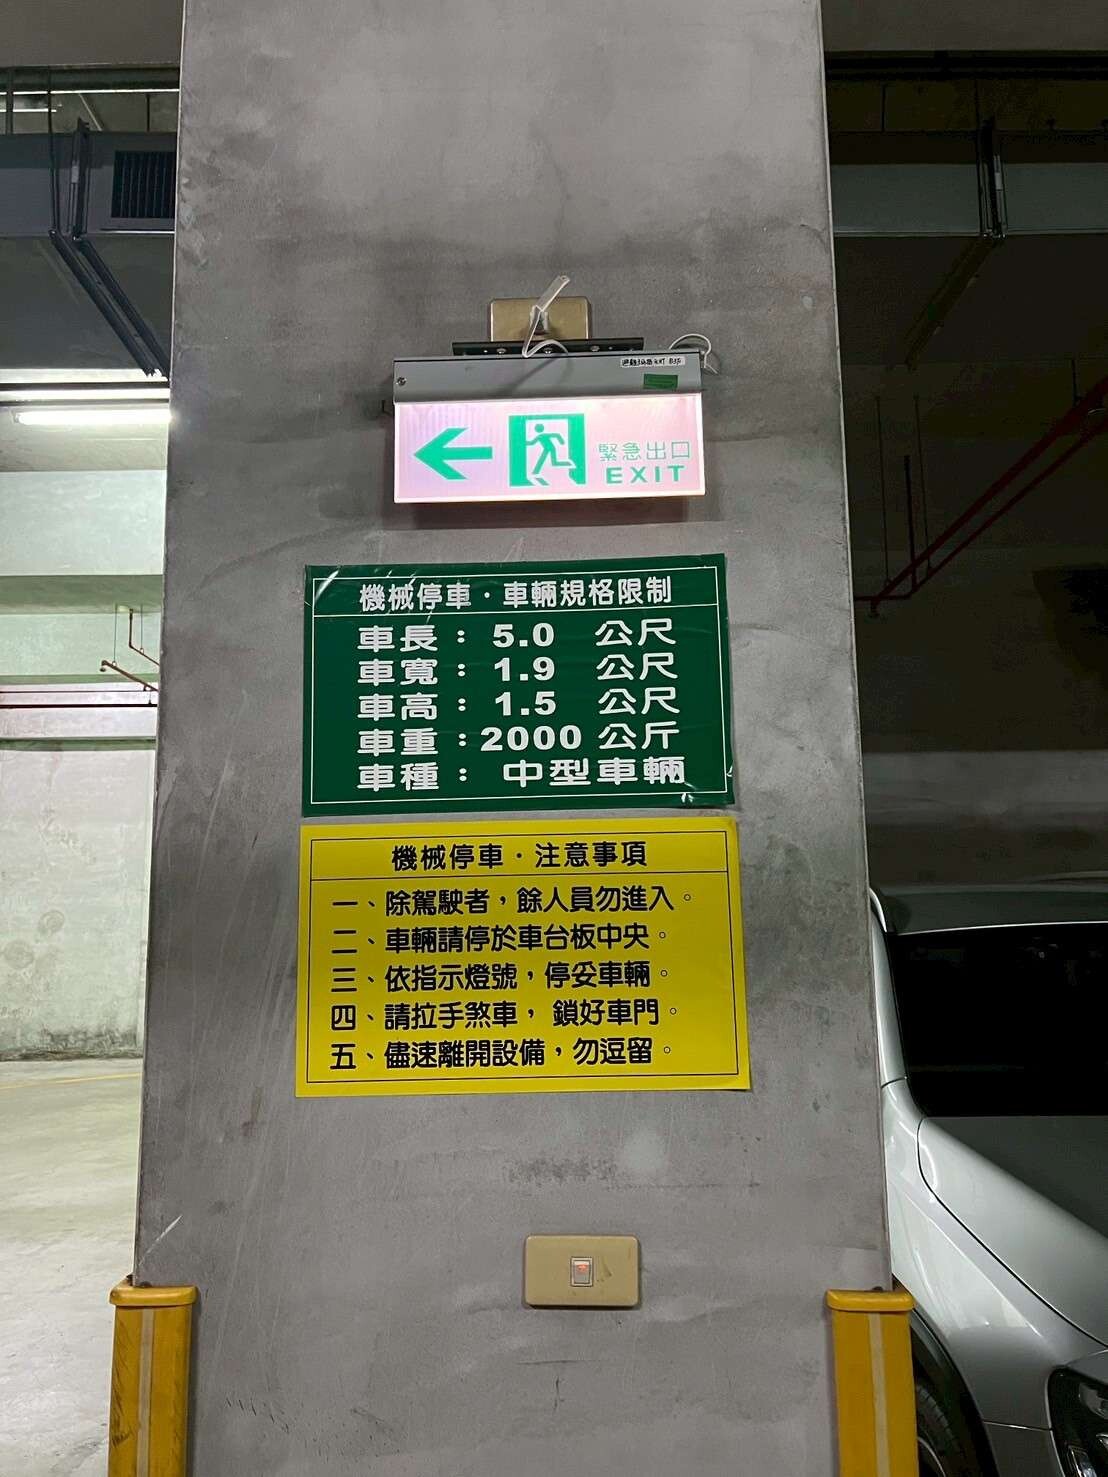 緊急出口
EXIT
機械停車．車輛規格限制
車長：5.0 公尺
車寬：1.9 公尺
車高：1.5 公尺
車重：2000 公斤
車種：中型車輛
機械停車．注意事項
一、除駕駛者，餘人員勿進入。
二、車輛請停於車台板中央。
三、依指示燈號，停妥車輛。
四、請拉手煞車，鎖好車門。
五、儘速離開設備，勿逗留。